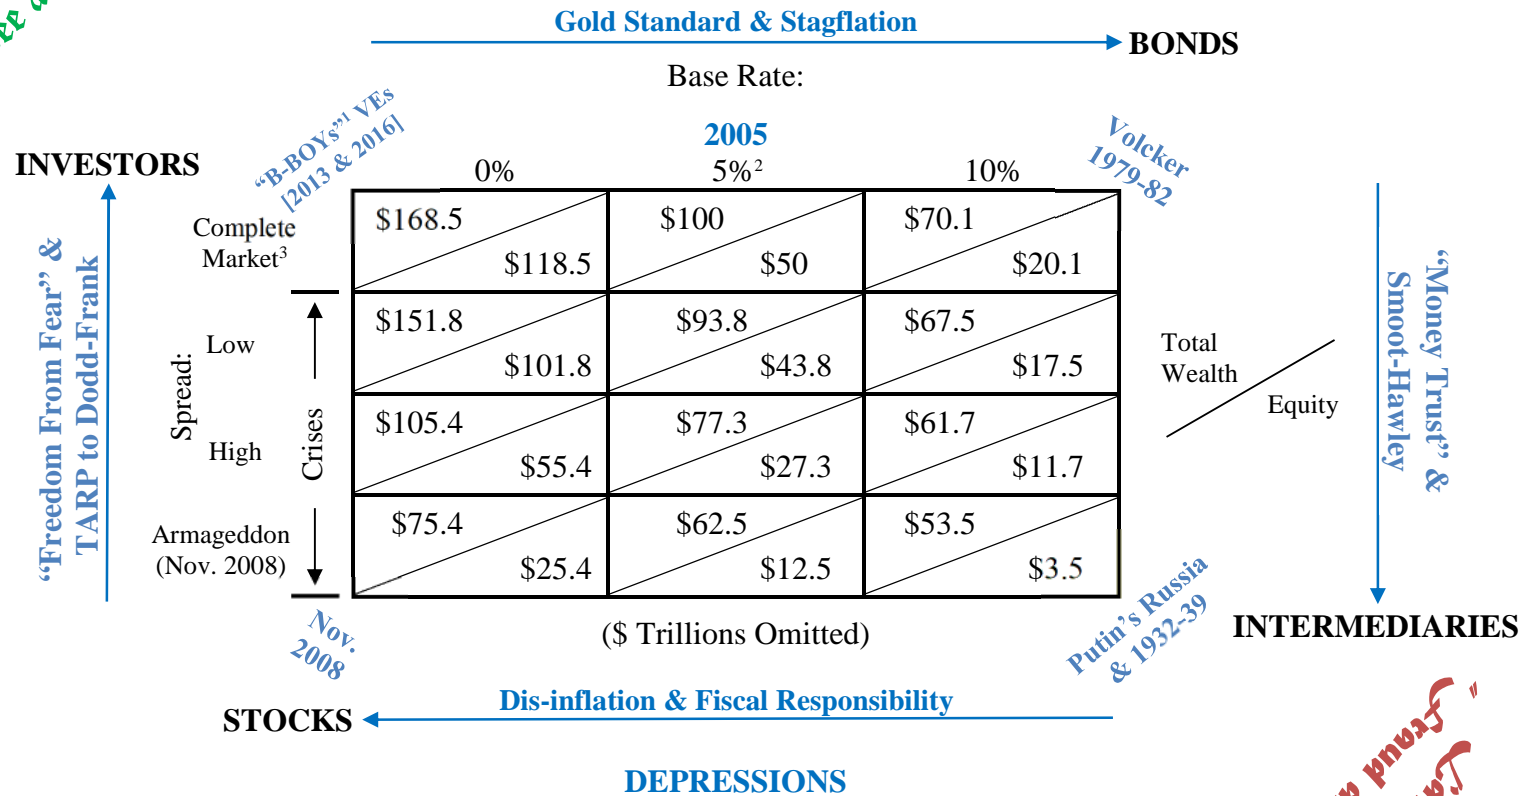 Gold Standard & Stagflation
BONDS
Base Rate:
“B-BOYs”¹ VEs
[2013 & 2016]
2005
Volcker
1979-82
INVESTORS
0%
5%²
10%
Complete
Market³
$168.5
$118.5
$100
$50
$70.1
$20.1
“Freedom From Fear” &
TARP to Dodd-Frank
Spread:
Crises
Low
$151.8
$101.8
$93.8
$43.8
$67.5
$17.5
Total
Wealth
Equity
“Money Trust” &
Smoot-Hawley
High
$105.4
$55.4
$77.3
$27.3
$61.7
$11.7
Armageddon
(Nov. 2008)
$75.4
$25.4
$62.5
$12.5
$53.5
$3.5
Nov.
2008
($ Trillions Omitted)
Putin’s Russia
& 1932-39
INTERMEDIARIES
STOCKS
Dis-inflation & Fiscal Responsibility
DEPRESSIONS
Fraud